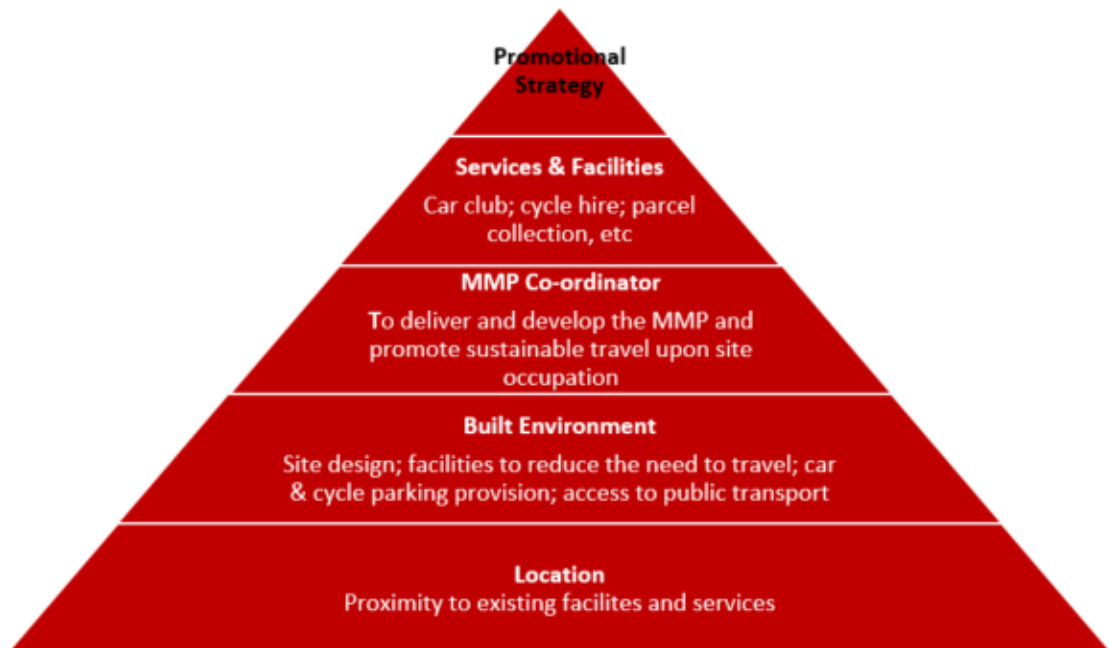 Promotional
Strategy
Services & Facilities
Car club; cycle hire; parcel
collection, etc
MMP Co-ordinator
To deliver and develop the MMP and
promote sustainable travel upon site
occupation
Built Environment
Site design; facilities to reduce the need to travel; car
& cycle parking provision; access to public transport
Location
Proximity to existing facilites and services